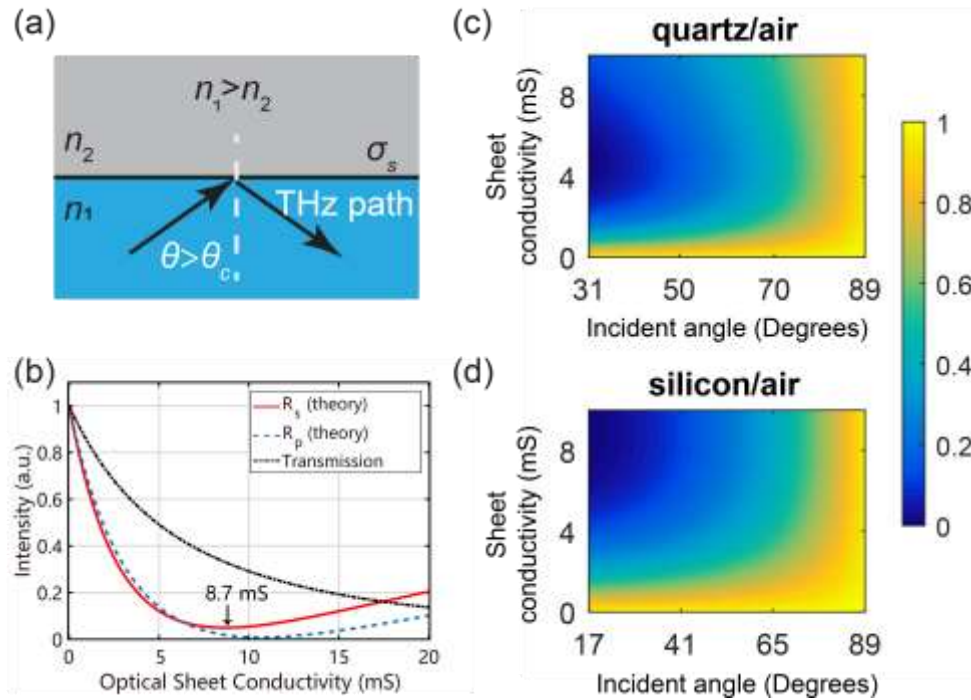 (a)
n₁>n₂
n₂
σₛ
n₁
THz path
θ>θc
(b)
Intensity (a.u.)
1
0.8
0.6
0.4
0.2
0
Rₛ (theory)
Rₚ (theory)
Transmission
8.7 mS
0 5 10 15 20
Optical Sheet Conductivity (mS)
(c)
quartz/air
Sheet
conductivity (mS)
8
4
0
31 50 70 89
Incident angle (Degrees)
(d)
silicon/air
Sheet
conductivity (mS)
8
4
0
17 41 65 89
Incident angle (Degrees)
1
0.8
0.6
0.4
0.2
0